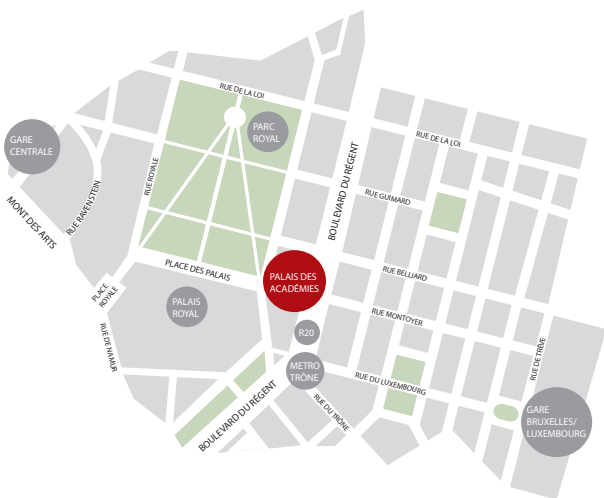 RUE DE LA LOI
PARC
ROYAL
RUE DE LA LOI
GARE
CENTRALE
RUE ROYALE
BOULEVARD DU RÉGENT
RUE GUIMARD
MONT DES ARTS
RUE RAVENSTEIN
PLACE DES PALAIS
RUE BELLIARD
PALAIS DES
ACADÉMIES
PLACE
ROYALE
PALAIS
ROYAL
RUE MONTOYER
R20
RUE DE NAMUR
RUE DE TRÈVE
METRO
TRÔNE
RUE DU LUXEMBOURG
BOULEVARD DU RÉGENT
RUE DU TRÔNE
GARE
BRUXELLES/
LUXEMBOURG